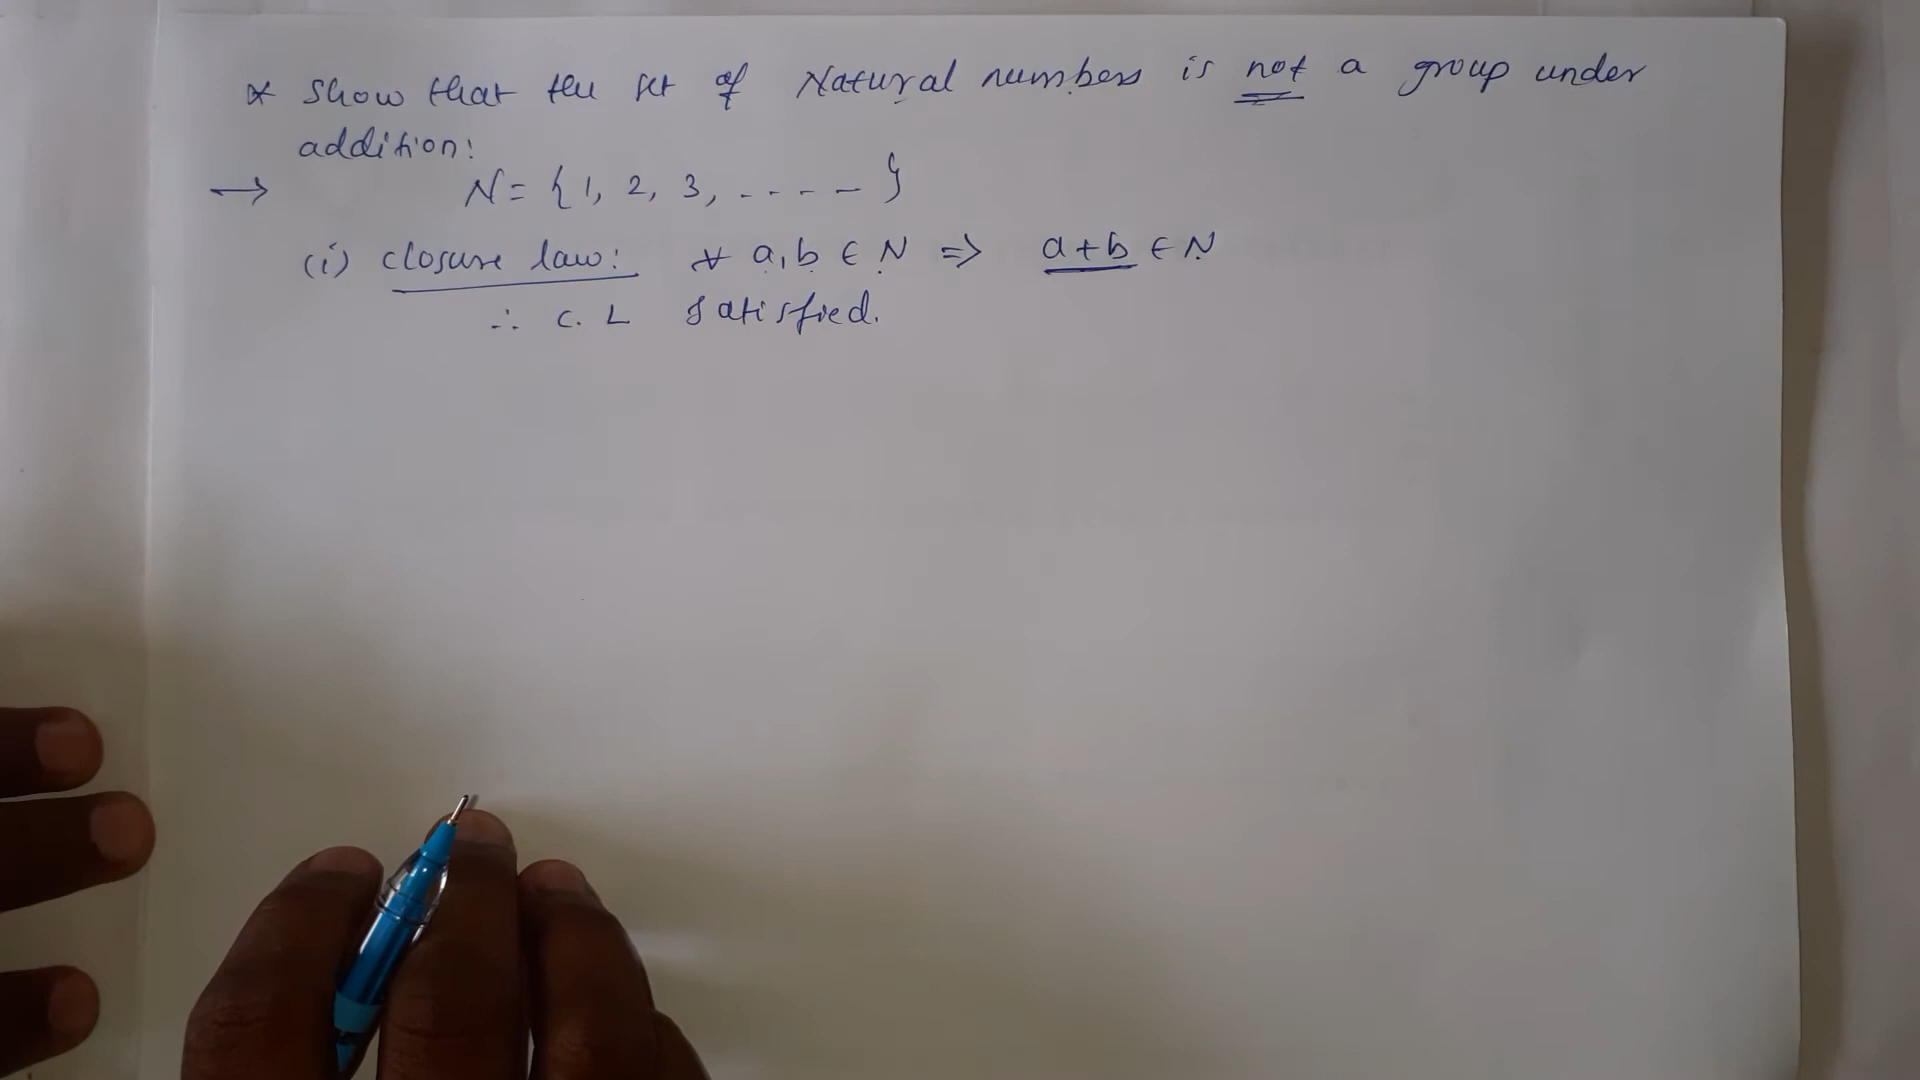 * Show that the set of Natural numbers is not a group under
addition:
→ N = {1, 2, 3, ----- }
(i) closure law: ∀ a, b ∈ N ⇒ a+b ∈ N
∴ C. L satisfied.